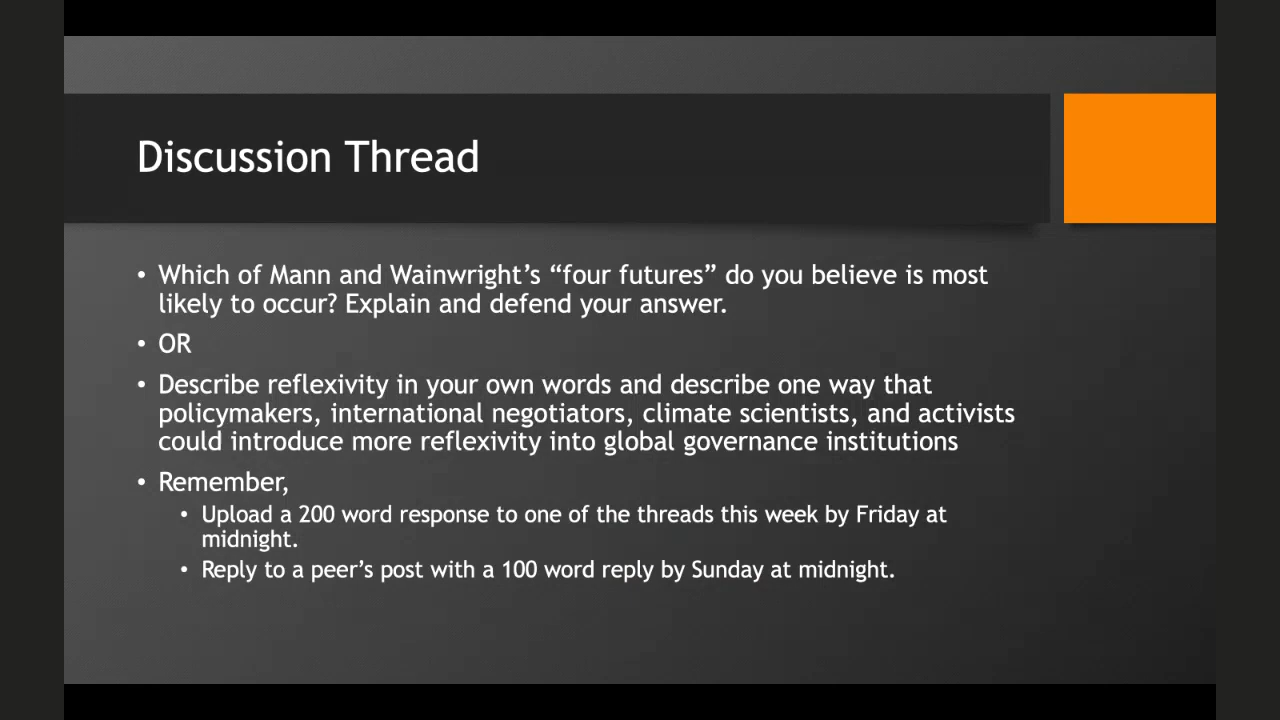 Discussion Thread
• Which of Mann and Wainwright’s “four futures” do you believe is most
likely to occur? Explain and defend your answer.
• OR
• Describe reflexivity in your own words and describe one way that
policymakers, international negotiators, climate scientists, and activists
could introduce more reflexivity into global governance institutions
• Remember,
• Upload a 200 word response to one of the threads this week by Friday at
midnight.
• Reply to a peer’s post with a 100 word reply by Sunday at midnight.